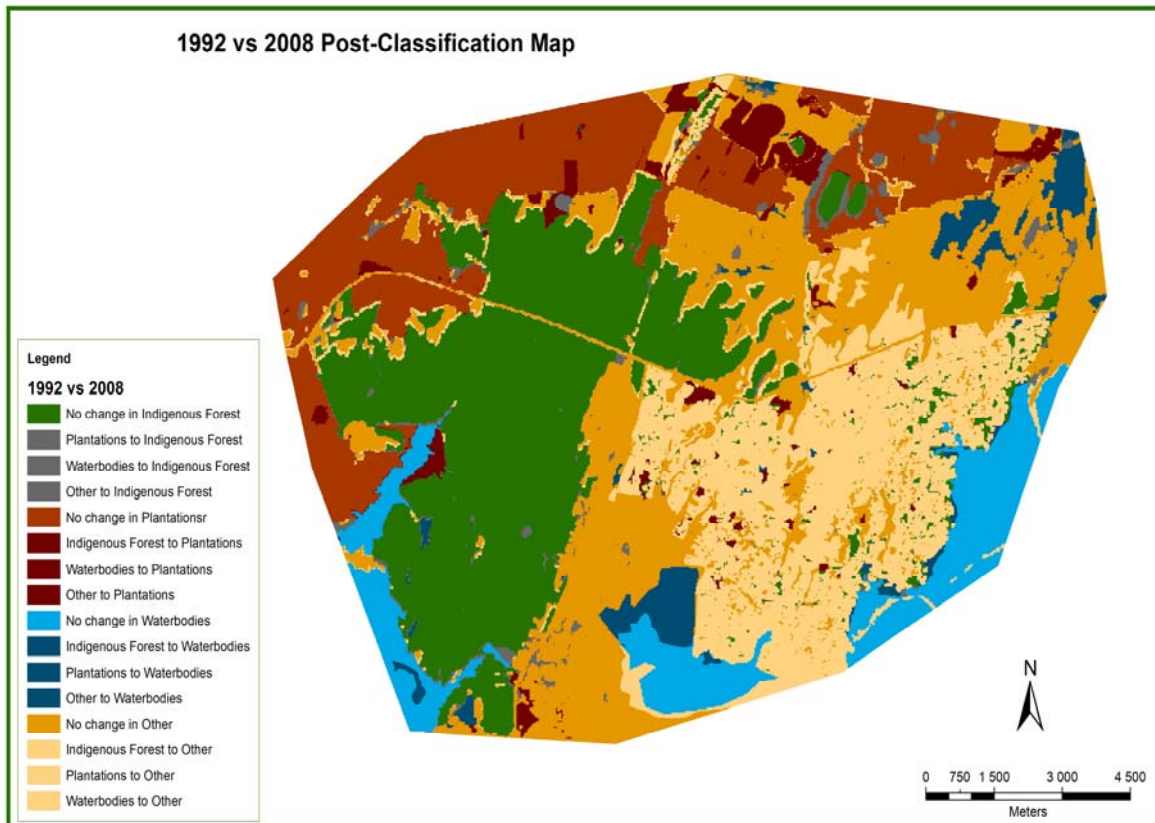 1992 vs 2008 Post-Classification Map
Legend
1992 vs 2008
No change in Indigenous Forest
Plantations to Indigenous Forest
Waterbodies to Indigenous Forest
Other to Indigenous Forest
No change in Plantationsr
Indigenous Forest to Plantations
Waterbodies to Plantations
Other to Plantations
No change in Waterbodies
Indigenous Forest to Waterbodies
Plantations to Waterbodies
Other to Waterbodies
No change in Other
Indigenous Forest to Other
Plantations to Other
Waterbodies to Other
N
0 750 1 500 3 000 4 500
Meters